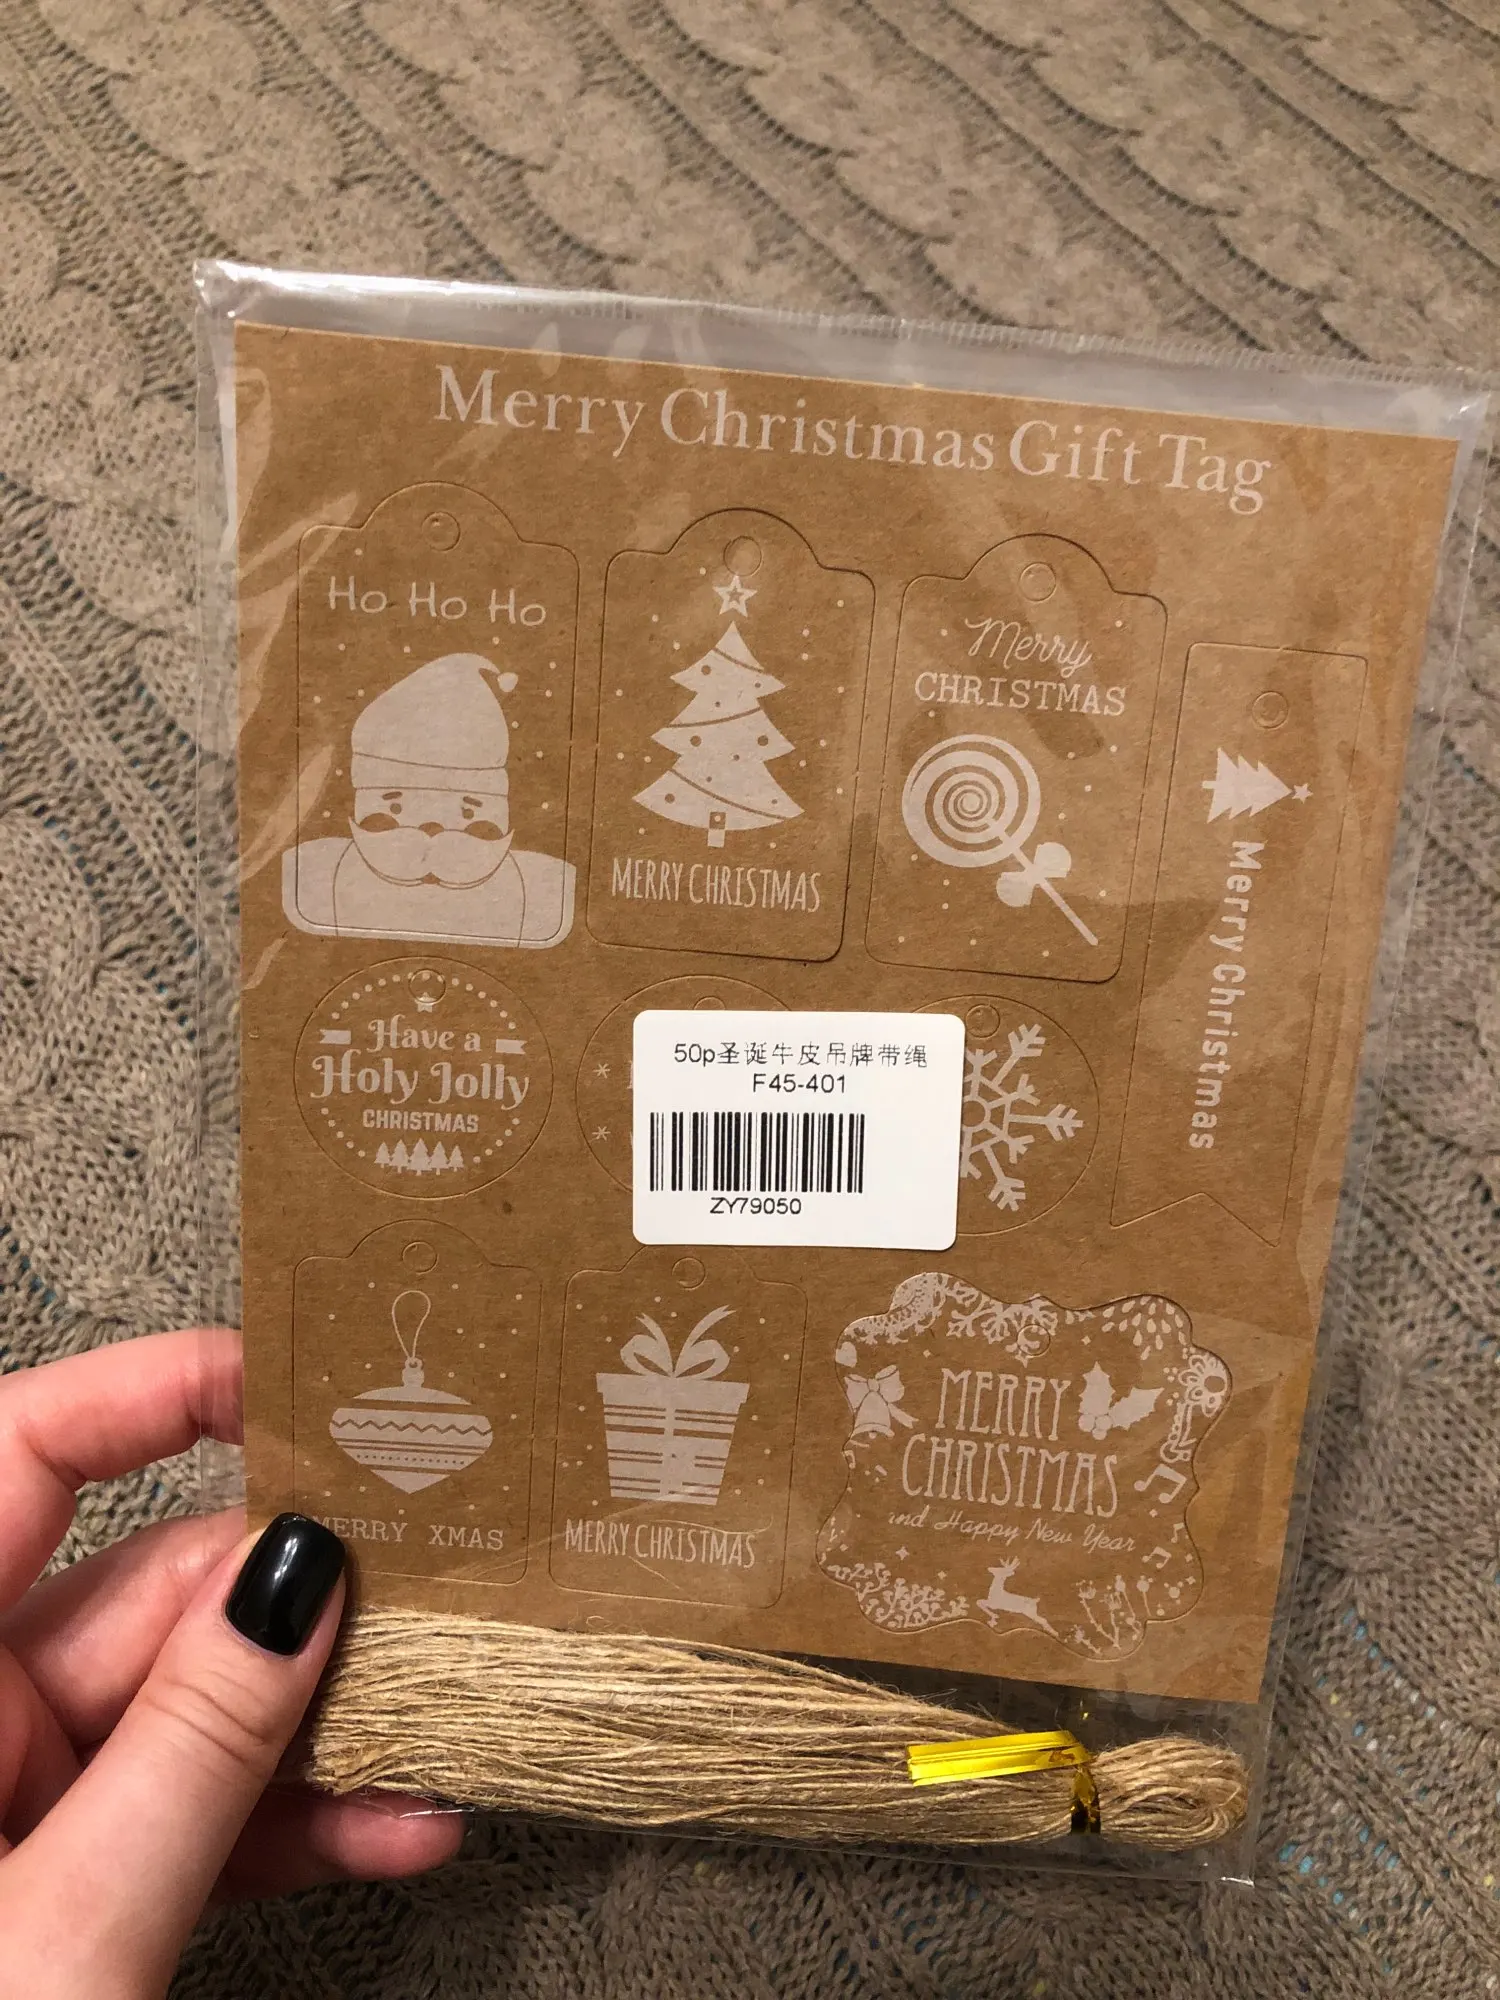 Merry Christmas Gift Tag
Ho Ho Ho
MERRY CHRISTMAS
Merry
CHRISTMAS
Merry Christmas
Have a
Holy Jolly
CHRISTMAS
50p圣诞牛皮吊牌带绳
F45-401
ZY79050
MERRY XMAS
MERRY CHRISTMAS
MERRY
CHRISTMAS
and Happy New Year